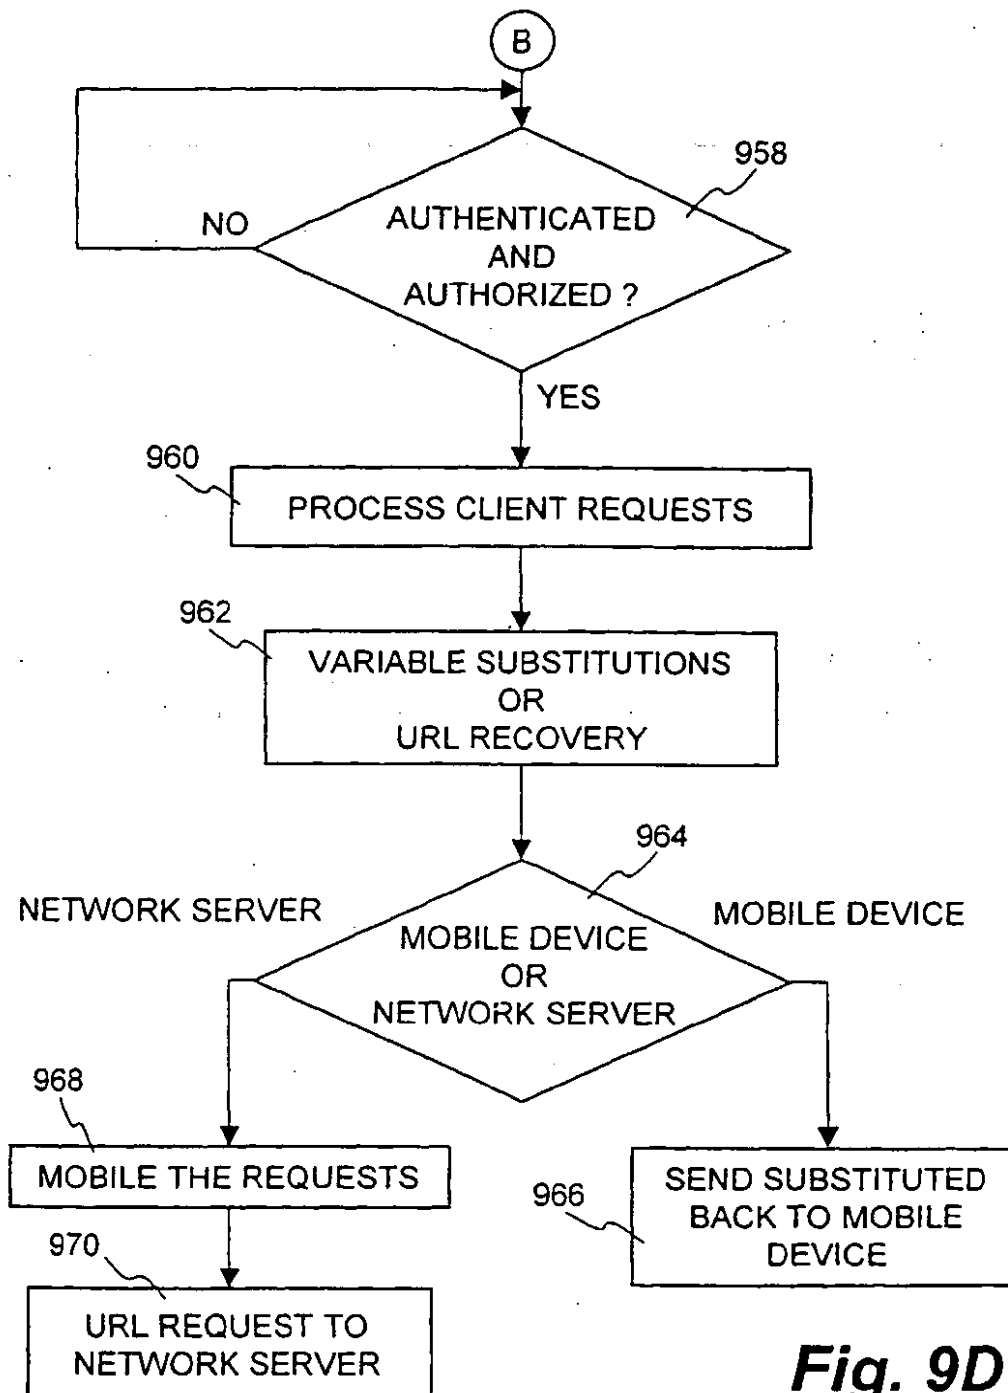 B
958
NO
AUTHENTICATED
AND
AUTHORIZED ?
YES
960
PROCESS CLIENT REQUESTS
962
VARIABLE SUBSTITUTIONS
OR
URL RECOVERY
964
NETWORK SERVER
MOBILE DEVICE
MOBILE DEVICE
OR
NETWORK SERVER
968
MOBILE THE REQUESTS
966
SEND SUBSTITUTED
BACK TO MOBILE
DEVICE
970
URL REQUEST TO
NETWORK SERVER
Fig. 9D